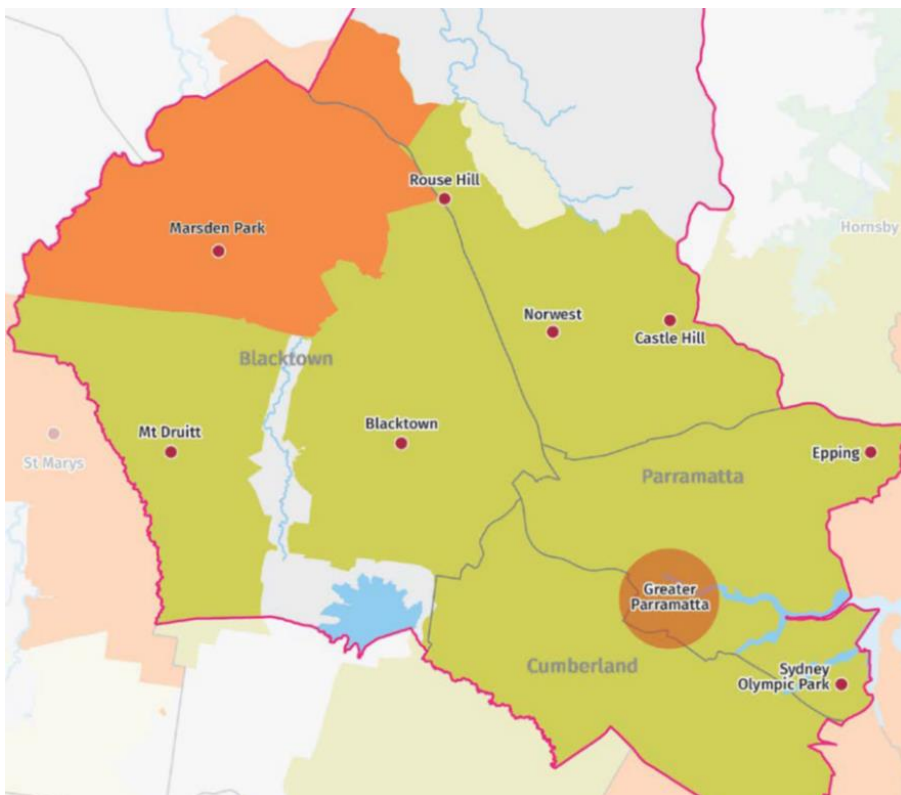 Rouse Hill
Marsden Park
Hornsby
Norwest
Castle Hill
Blacktown
Mt Druitt
Blacktown
Epping
St Marys
Parramatta
Greater
Parramatta
Cumberland
Sydney
Olympic Park